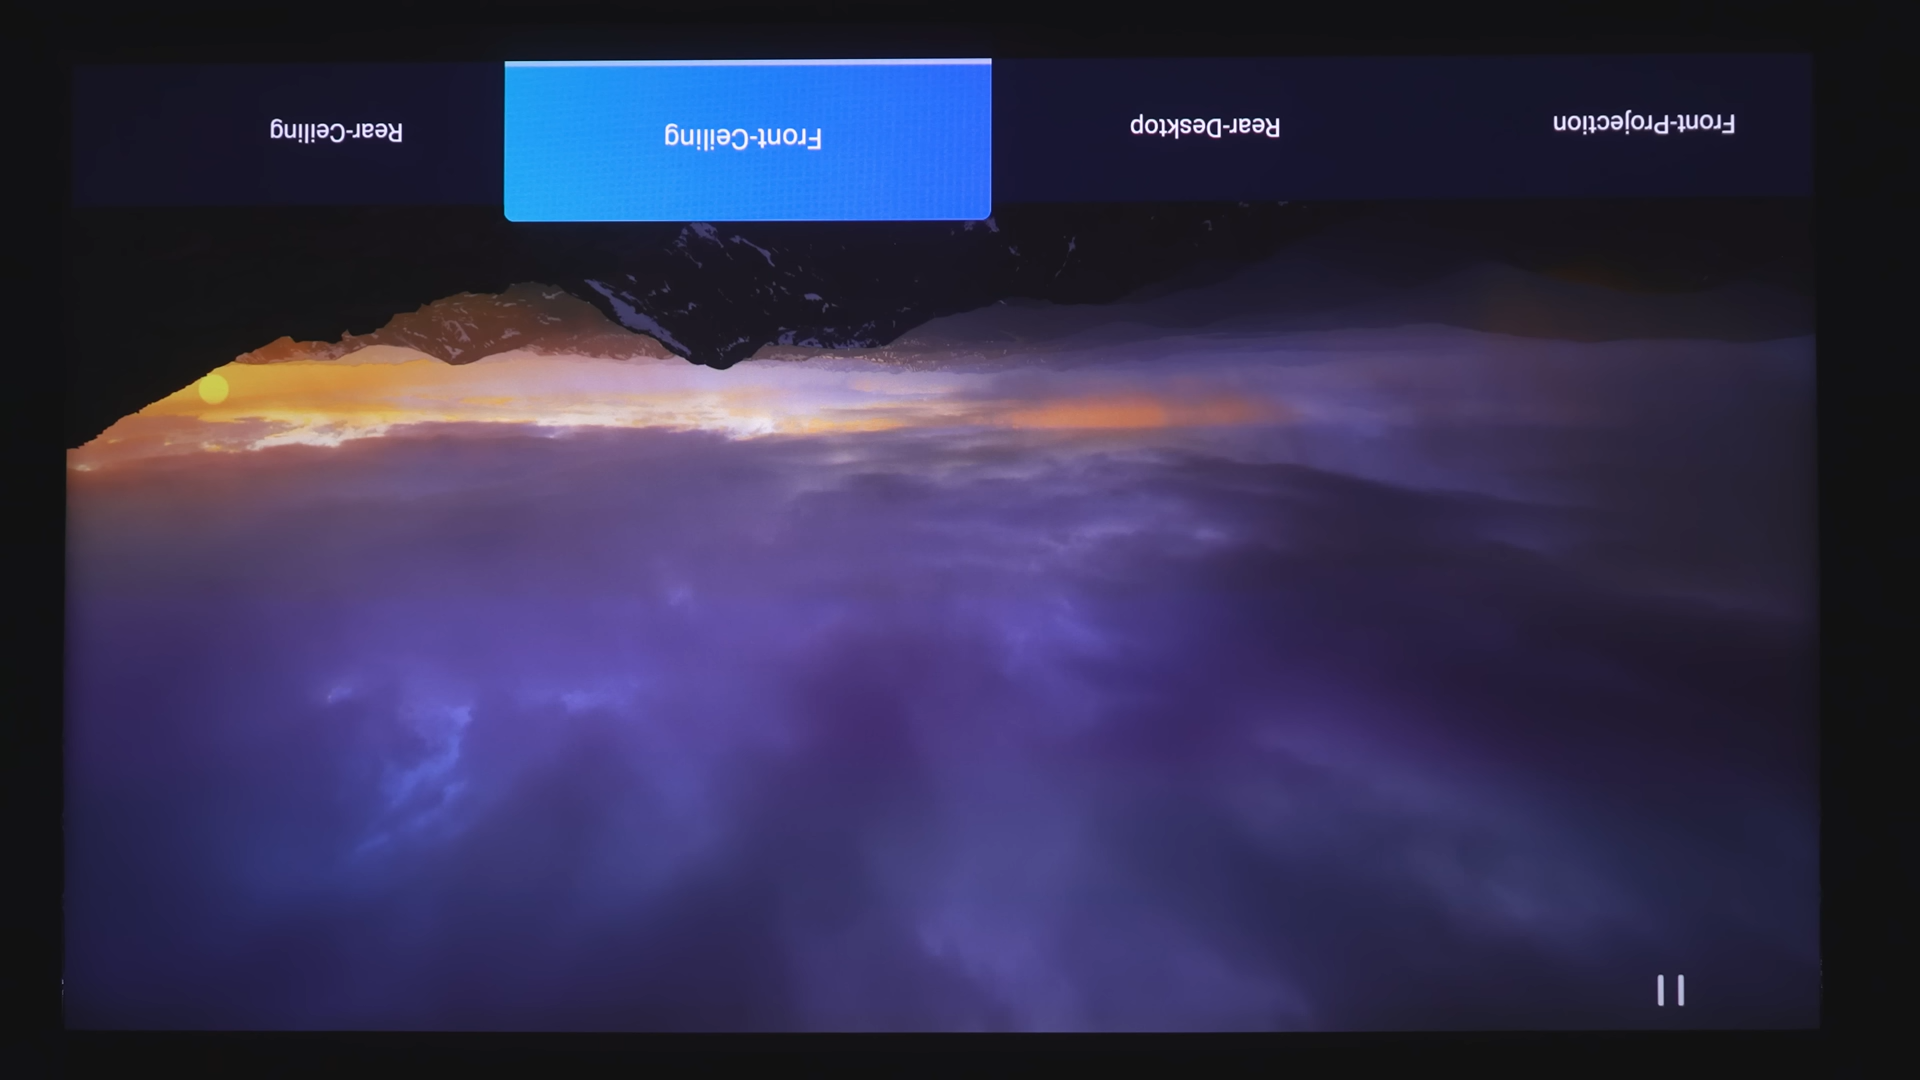 Front-Projection
Rear-Desktop
Front-Ceiling
Rear-Ceiling